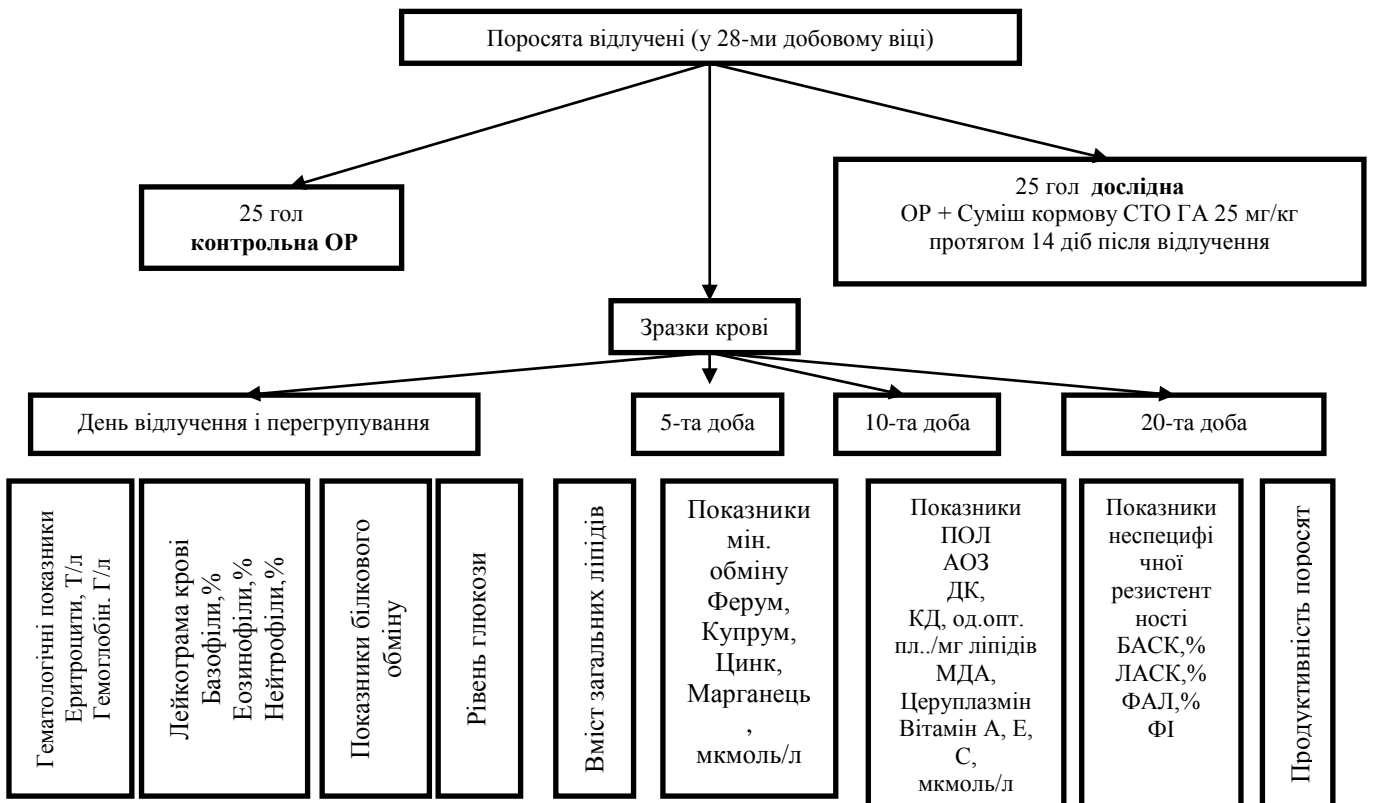 Поросята відлучені (у 28-ми добовому віці)
25 гол
контрольна ОР
25 гол дослідна
ОР + Суміш кормову СТО ГА 25 мг/кг
протягом 14 діб після відлучення
Зразки крові
День відлучення і перегрупування
5-та доба
10-та доба
20-та доба
Гематологічні показники
Еритроцити, Т/л
Гемоглобін. Г/л
Лейкограма крові
Базофіли,%
Еозинофіли,%
Нейтрофіли,%
Показники білкового
обміну
Рівень глюкози
Вміст загальних ліпідів
Показники
мін.
обміну
Ферум,
Купрум,
Цинк,
Марганець
,
мкмоль/л
Показники
ПОЛ
АОЗ
ДК,
КД, од.опт.
пл../мг ліпідів
МДА,
Церуплазмін
Вітамін А, Е,
С,
мкмоль/л
Показники
неспецифі
чної
резистент
ності
БАСК,%
ЛАСК,%
ФАЛ,%
ФІ
Продуктивність поросят